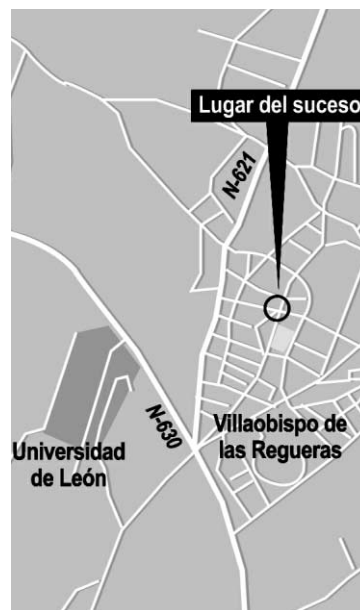 Lugar del suceso
N-621
N-630
Universidad
de León
Villaobispo de
las Regueras